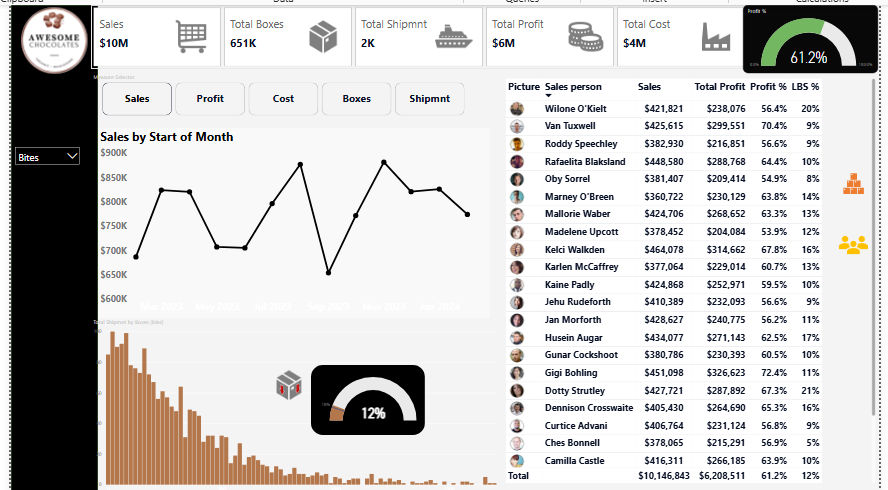 Data
Queries
Insert
Calculations
AWESOME
CHOCOLATES
Sales
$10M
Total Boxes
651K
Total Shipmnt
2K
Total Profit
$6M
Total Cost
$4M
Profit %
61.2%
0.0%
100.0%
Measure Selector
Sales
Profit
Cost
Boxes
Shipmnt
Bites
Sales by Start of Month
$900K
$850K
$800K
$750K
$700K
$650K
$600K
Mar 2023
May 2023
Jul 2023
Sep 2023
Nov 2023
Total Shipmnt by Boxes (bins)
12%
Picture Sales person Sales Total Profit Profit % LBS %
Wilone O'Kielt $421,821 $238,076 56.4% 20%
Van Tuxwell $425,615 $299,551 70.4% 9%
Roddy Speechley $382,930 $216,851 56.6% 9%
Rafaelita Blaksland $448,580 $288,768 64.4% 10%
Oby Sorrel $381,407 $209,414 54.9% 8%
Marney O'Breen $360,722 $230,129 63.8% 14%
Mallorie Waber $424,706 $268,652 63.3% 13%
Madelene Upcott $378,452 $204,084 53.9% 12%
Kelci Walkden $464,078 $314,662 67.8% 16%
Karlen McCaffrey $377,064 $229,014 60.7% 13%
Kaine Padly $424,868 $252,971 59.5% 10%
Jehu Rudeforth $410,389 $232,093 56.6% 9%
Jan Morforth $428,627 $240,775 56.2% 11%
Husein Augar $434,077 $271,143 62.5% 17%
Gunar Cockshoot $380,786 $230,393 60.5% 10%
Gigi Bohling $451,098 $326,623 72.4% 11%
Dotty Strutley $427,721 $287,892 67.3% 21%
Dennison Crosswaite $405,430 $264,690 65.3% 16%
Curtice Advani $406,764 $231,124 56.8% 9%
Ches Bonnell $378,065 $215,291 56.9% 5%
Camilla Castle $416,311 $266,185 63.9% 10%
Total $10,146,843 $6,208,511 61.2% 12%